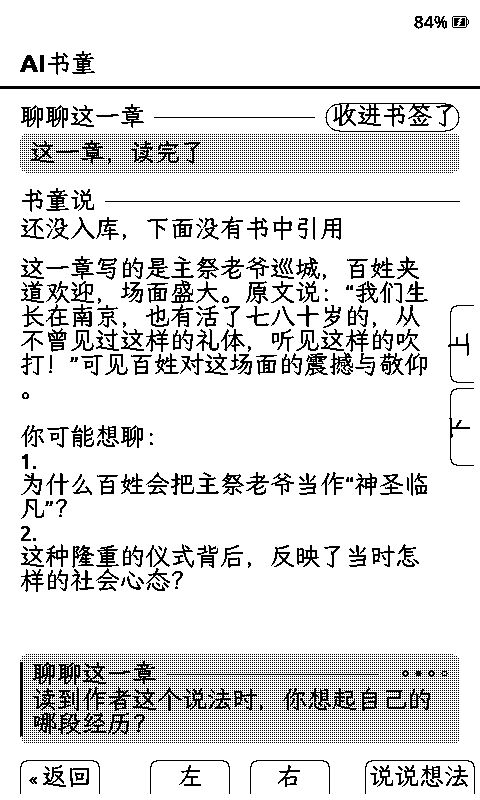 84%
AI书童
聊聊这一章
收进书签了
这一章，读完了
书童说
还没入库，下面没有书中引用
这一章写的是主祭老爷巡城，百姓夹
道欢迎，场面盛大。原文说：“我们生
长在南京，也有活了七八十岁的，从
不曾见过这样的礼体，听见这样的吹
打！”可见百姓对这场面的震撼与敬仰
。
上
下
你可能想聊：
1.
为什么百姓会把主祭老爷当作“神圣临
凡”？
2.
这种隆重的仪式背后，反映了当时怎
样的社会心态？
聊聊这一章
读到作者这个说法时，你想起自己的
哪段经历？
«返回
左
右
说说想法